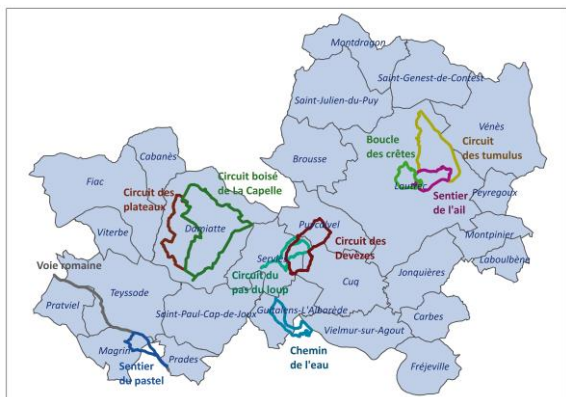 Montdragon
Saint-Genest-de-Contest
Saint-Julien-du-Puy
Vénès
Boucle
des crêtes
Circuit
des tumulus
Brousse
Cabanès
Circuit boisé
de La Capelle
Fiac
Circuit des
plateaux
Lautrec
Sentier
de l'ail
Peyregoux
Damiatte
Puycalvel
Montpinier
Viterbe
Circuit des
Devèzes
Laboulbène
Voie romaine
Serviès
Circuit du
pas du loup
Jonquières
Teyssode
Cuq
Pratviel
Saint-Paul-Cap-de-Joux
Guitalens-L'Albarède
Carbes
Vielmur-sur-Agout
Magrin
Prades
Sentier
du pastel
Chemin
de l'eau
Fréjeville